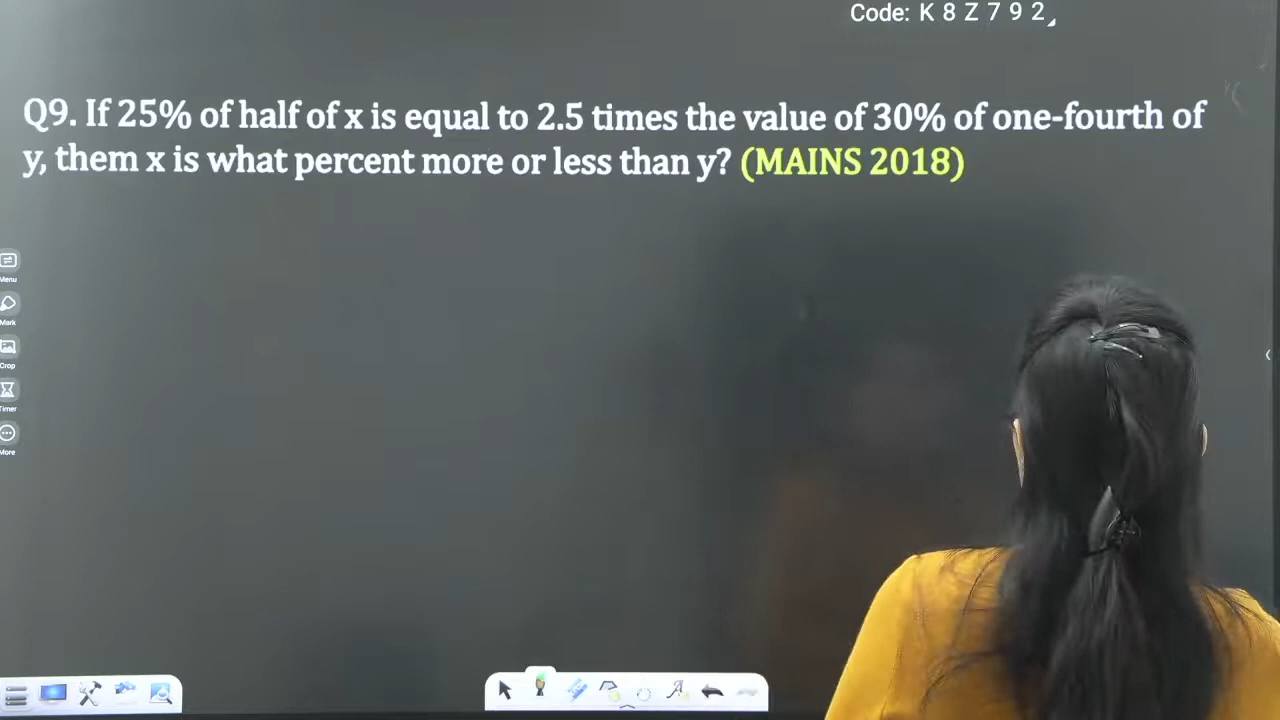 Code: K 8 Z 7 9 2
Q9. If 25% of half of x is equal to 2.5 times the value of 30% of one-fourth of
y, them x is what percent more or less than y? (MAINS 2018)
Menu
Mark
Crop
Timer
More